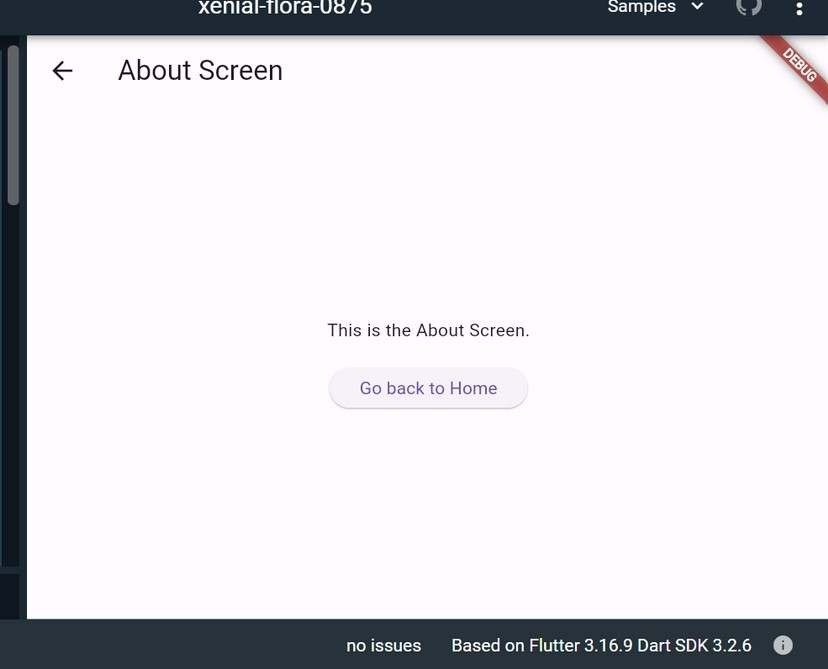 xenial-flora-0875
Samples
About Screen
DEBUG
This is the About Screen.
Go back to Home
no issues
Based on Flutter 3.16.9 Dart SDK 3.2.6